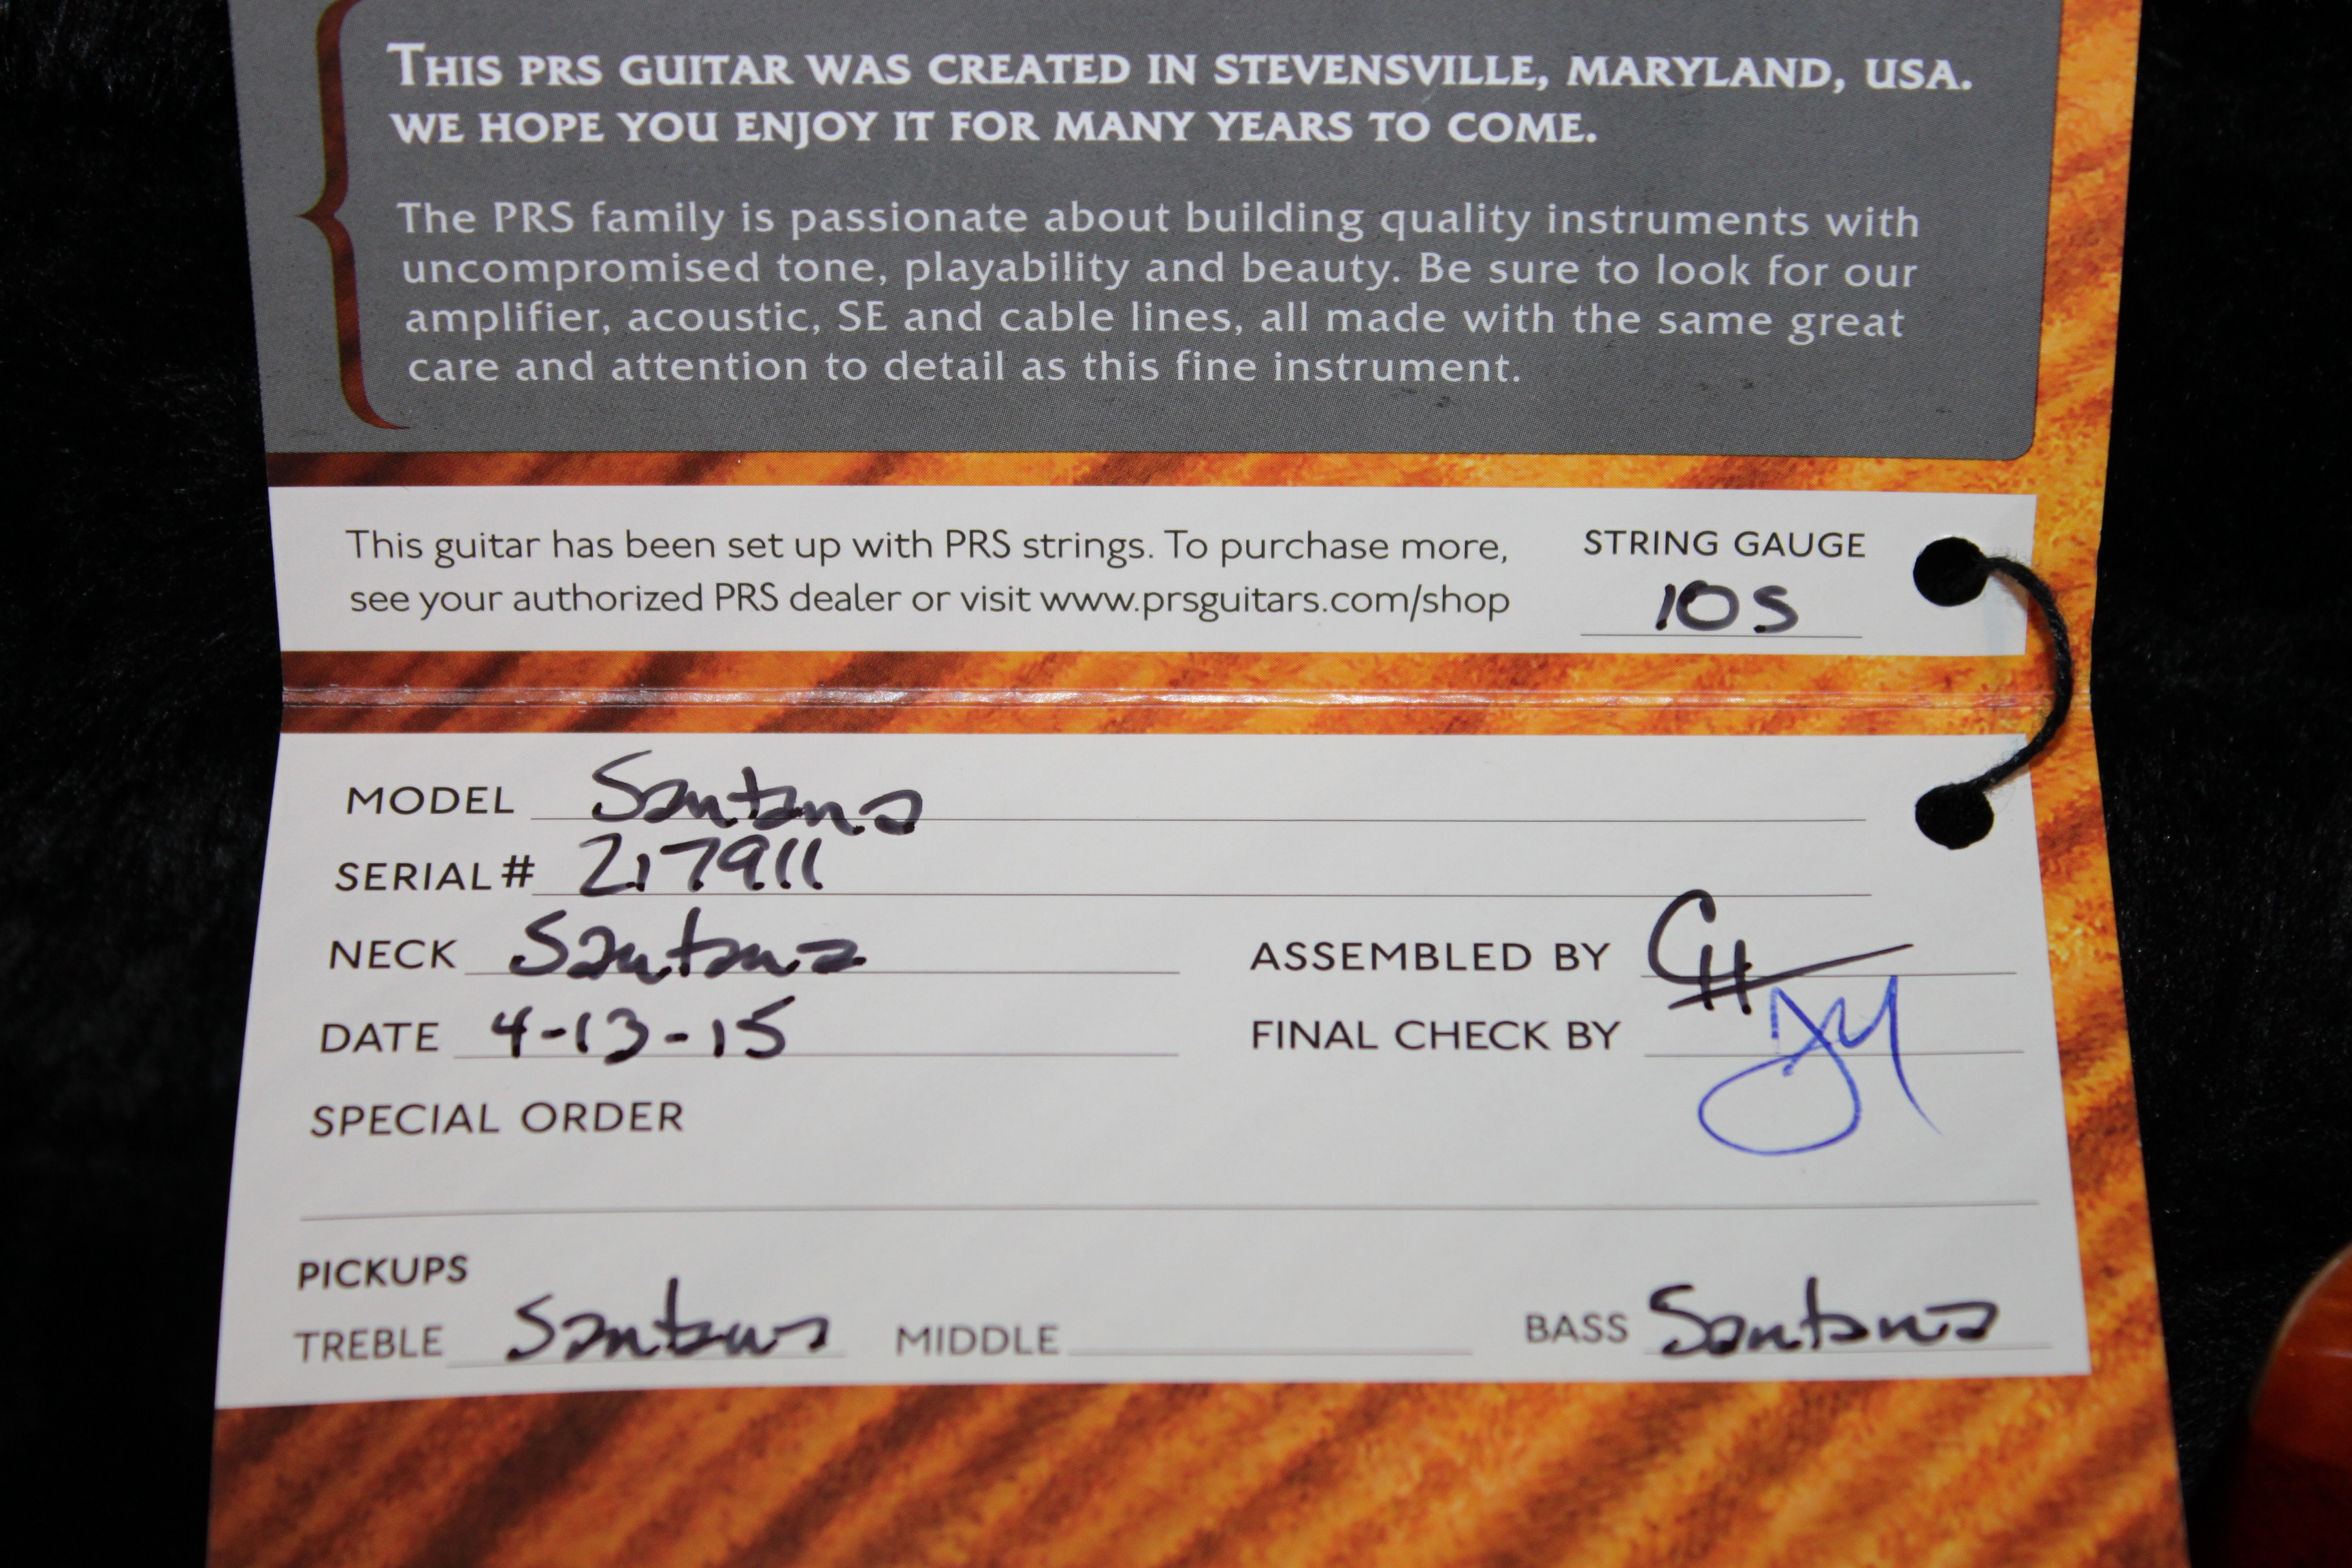 THIS PRS GUITAR WAS CREATED IN STEVENSVILLE, MARYLAND, USA.
WE HOPE YOU ENJOY IT FOR MANY YEARS TO COME.
The PRS family is passionate about building quality instruments with
uncompromised tone, playability and beauty. Be sure to look for our
amplifier, acoustic, SE and cable lines, all made with the same great
care and attention to detail as this fine instrument.
This guitar has been set up with PRS strings. To purchase more,
see your authorized PRS dealer or visit www.prsguitars.com/shop
STRING GAUGE
10s
MODEL Santana
SERIAL # 217911
NECK Santana
ASSEMBLED BY CH
DATE 4-13-15
FINAL CHECK BY
SPECIAL ORDER
PICKUPS
TREBLE Santana MIDDLE BASS Santana